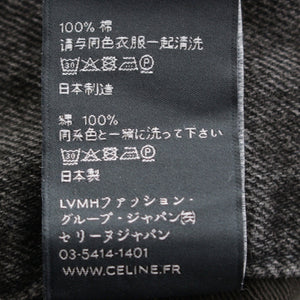 100% 棉
请与同色衣服一起清洗
日本制造
綿 100%
同系色と一緒に洗って下さい
日本製
LVMHファッション・
グループ・ジャパン㈱
セリーヌジャパン
03-5414-1401
WWW.CELINE.FR